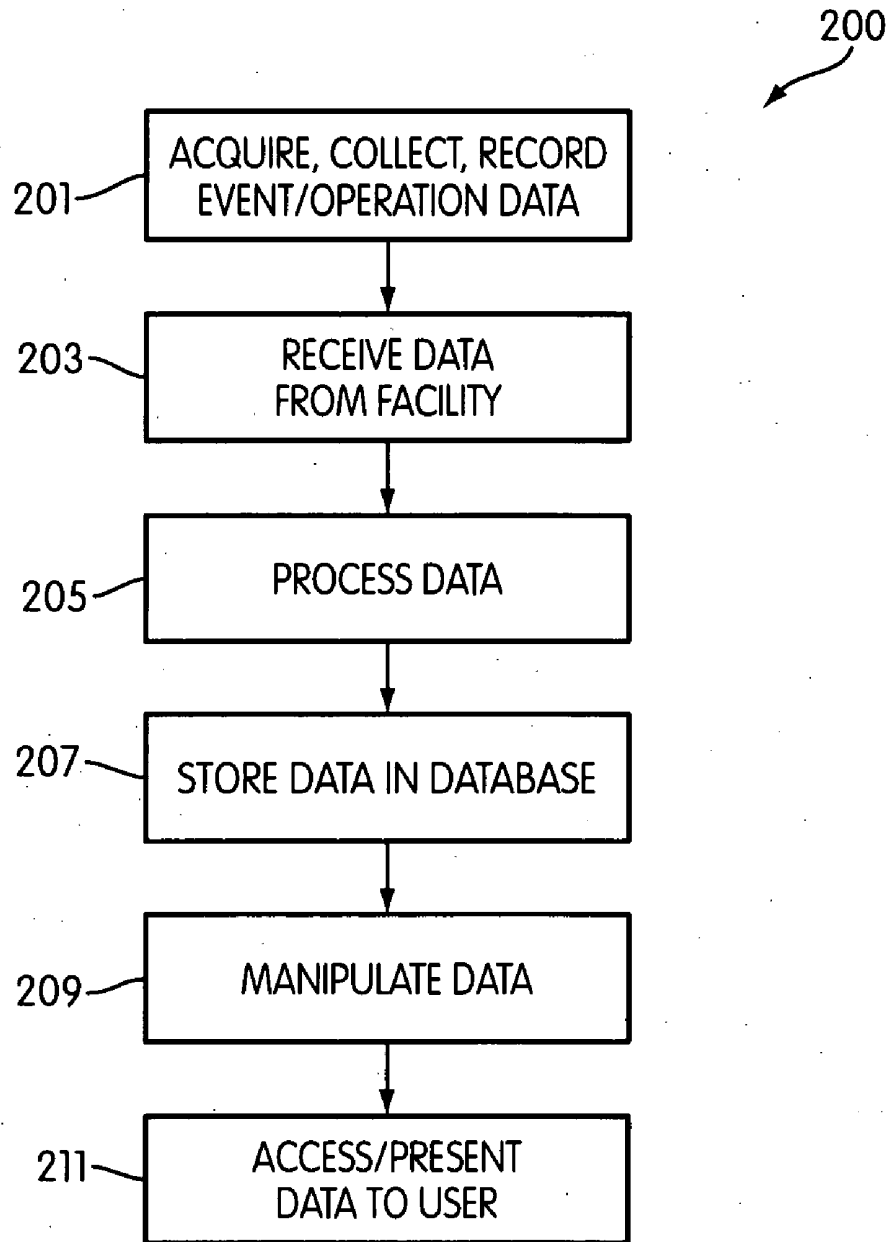 200
201
ACQUIRE, COLLECT, RECORD
EVENT/OPERATION DATA
203
RECEIVE DATA
FROM FACILITY
205
PROCESS DATA
207
STORE DATA IN DATABASE
209
MANIPULATE DATA
211
ACCESS/PRESENT
DATA TO USER